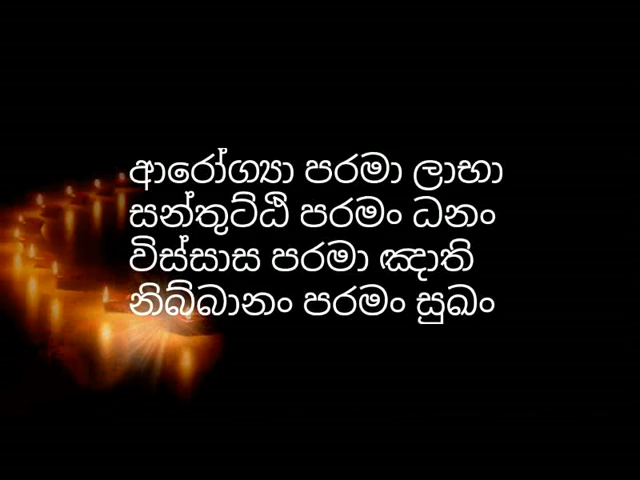 ආරෝග්‍යා පරමා ලාභා
සන්තුට්ඨි පරමං ධනං
විස්සාස පරමා ඤාති
නිබ්බානං පරමං සුඛං